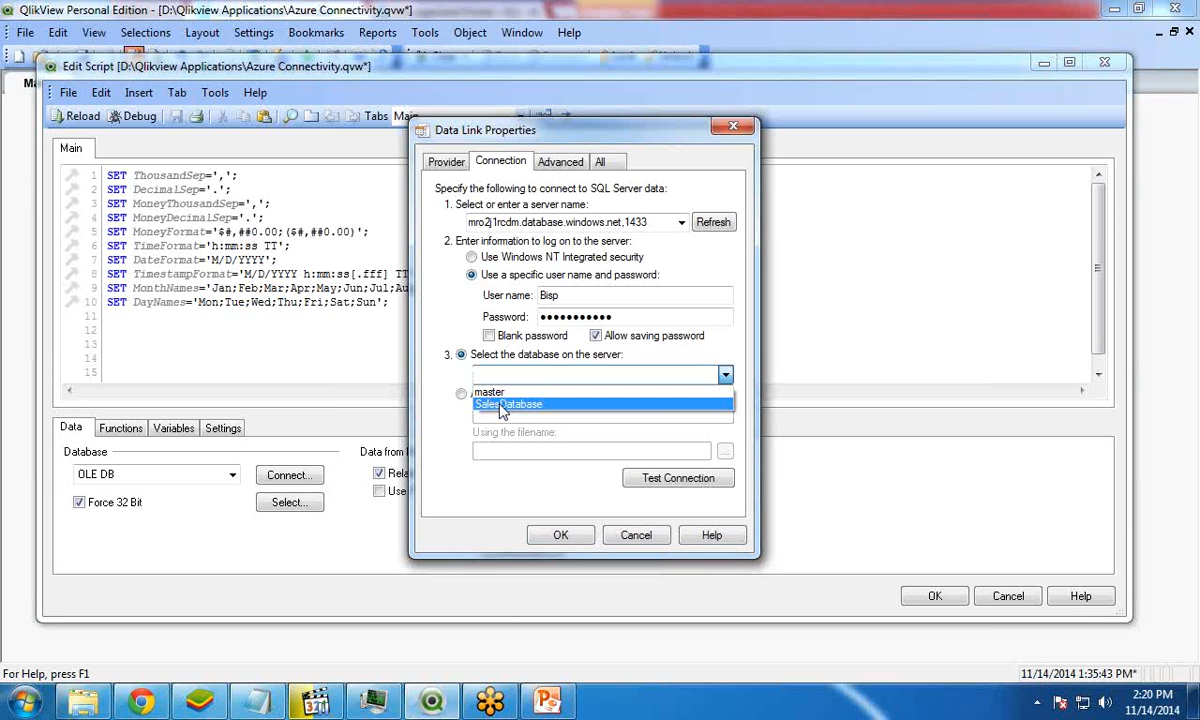 QlikView Personal Edition - [D:\Qlikview Applications\Azure Connectivity.qvw*]
File Edit View Selections Layout Settings Bookmarks Reports Tools Object Window Help
Edit Script [D:\Qlikview Applications\Azure Connectivity.qvw*]
File Edit Insert Tab Tools Help
Reload Debug Tabs Main
Main
1 SET ThousandSep=',';
2 SET DecimalSep='.';
3 SET MoneyThousandSep=',';
4 SET MoneyDecimalSep='.';
5 SET MoneyFormat='$#,##0.00;($#,##0.00)';
6 SET TimeFormat='h:mm:ss TT';
7 SET DateFormat='M/D/YYYY';
8 SET TimestampFormat='M/D/YYYY h:mm:ss[.fff] TT
9 SET MonthNames='Jan;Feb;Mar;Apr;May;Jun;Jul;Au
10 SET DayNames='Mon;Tue;Wed;Thu;Fri;Sat;Sun';
11
12
13
14
15
Data Link Properties
Provider Connection Advanced All
Specify the following to connect to SQL Server data:
1. Select or enter a server name:
mro2j1rcdm.database.windows.net,1433 Refresh
2. Enter information to log on to the server:
Use Windows NT Integrated security
Use a specific user name and password:
User name: Bisp
Password: ●●●●●●●●●●●
Blank password Allow saving password
3. Select the database on the server:
master
SalesDatabase
Using the filename:
...
Test Connection
OK Cancel Help
Data Functions Variables Settings
Database
OLE DB Connect...
Force 32 Bit Select...
Data from
Rela
Use
OK Cancel Help
For Help, press F1
11/14/2014 1:35:43 PM*
321
2:20 PM
11/14/2014